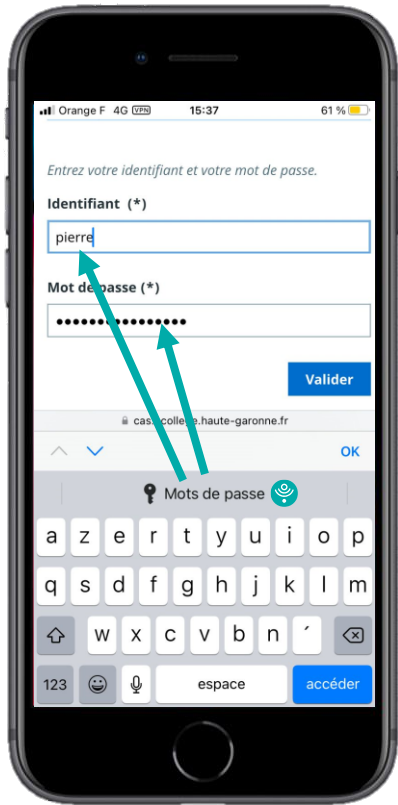 Orange F 4G VPN 15:37 61 %
Entrez votre identifiant et votre mot de passe.
Identifiant (*)
pierre
Mot de passe (*)
••••••••••••••••
Valider
college.haute-garonne.fr
OK
Mots de passe
a z e r t y u i o p
q s d f g h j k l m
w x c v b n ´
123 espace accéder